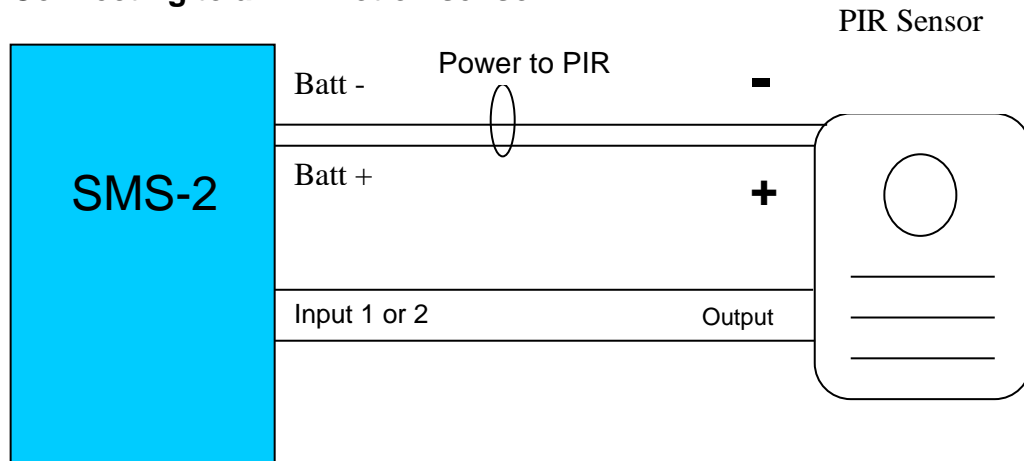 PIR Sensor
Batt -
Power to PIR
-
Batt +
+
SMS-2
Input 1 or 2
Output